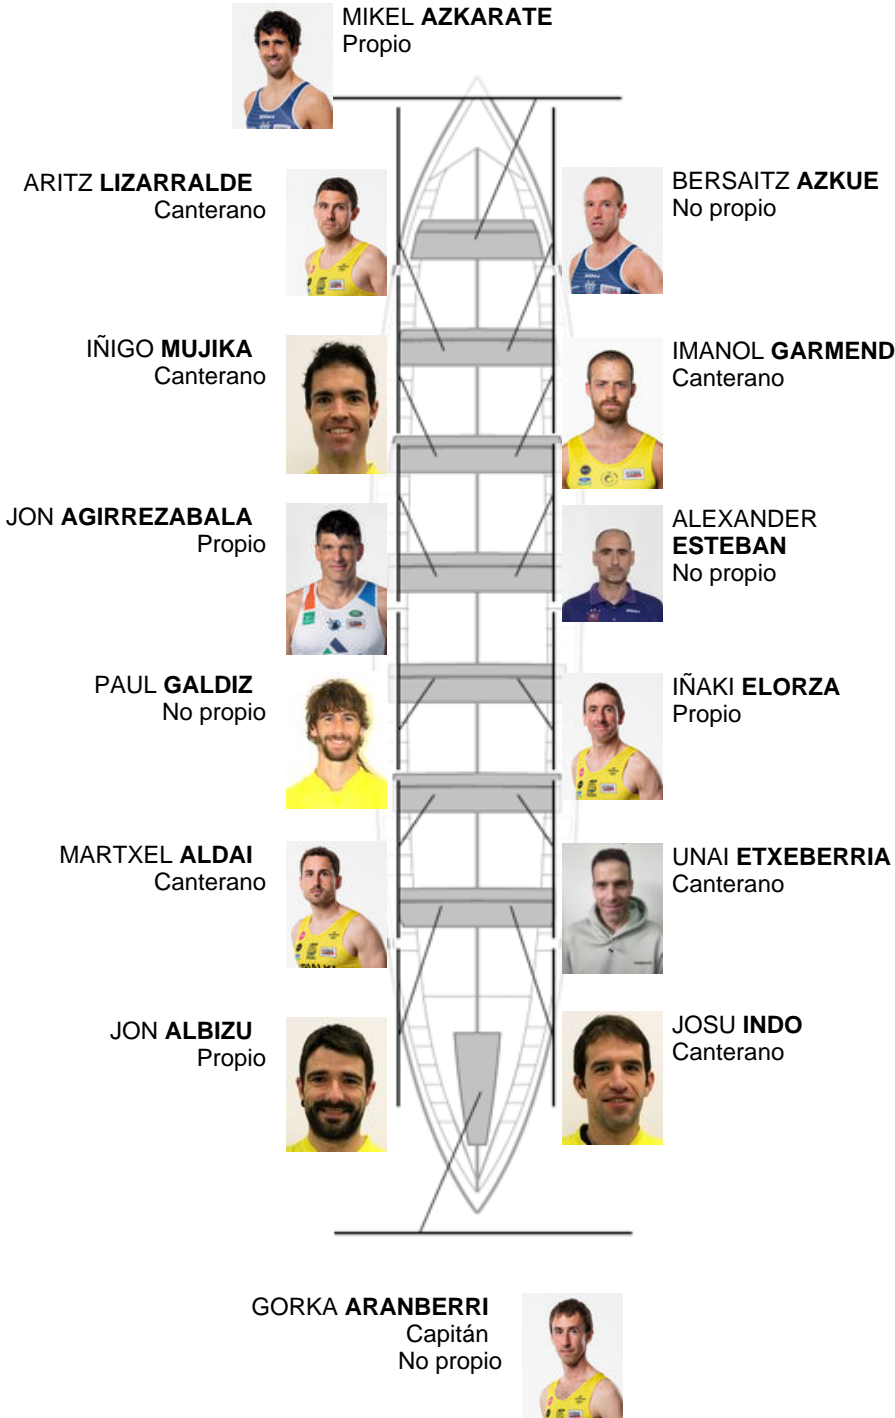 MIKEL AZKARATE
Propio
ARITZ LIZARRALDE
Canterano
BERSAITZ AZKUE
No propio
IÑIGO MUJIKA
Canterano
IMANOL GARMEND
Canterano
JON AGIRREZABALA
Propio
ALEXANDER
ESTEBAN
No propio
PAUL GALDIZ
No propio
IÑAKI ELORZA
Propio
MARTXEL ALDAI
Canterano
UNAI ETXEBERRIA
Canterano
JON ALBIZU
Propio
JOSU INDO
Canterano
GORKA ARANBERRI
Capitán
No propio